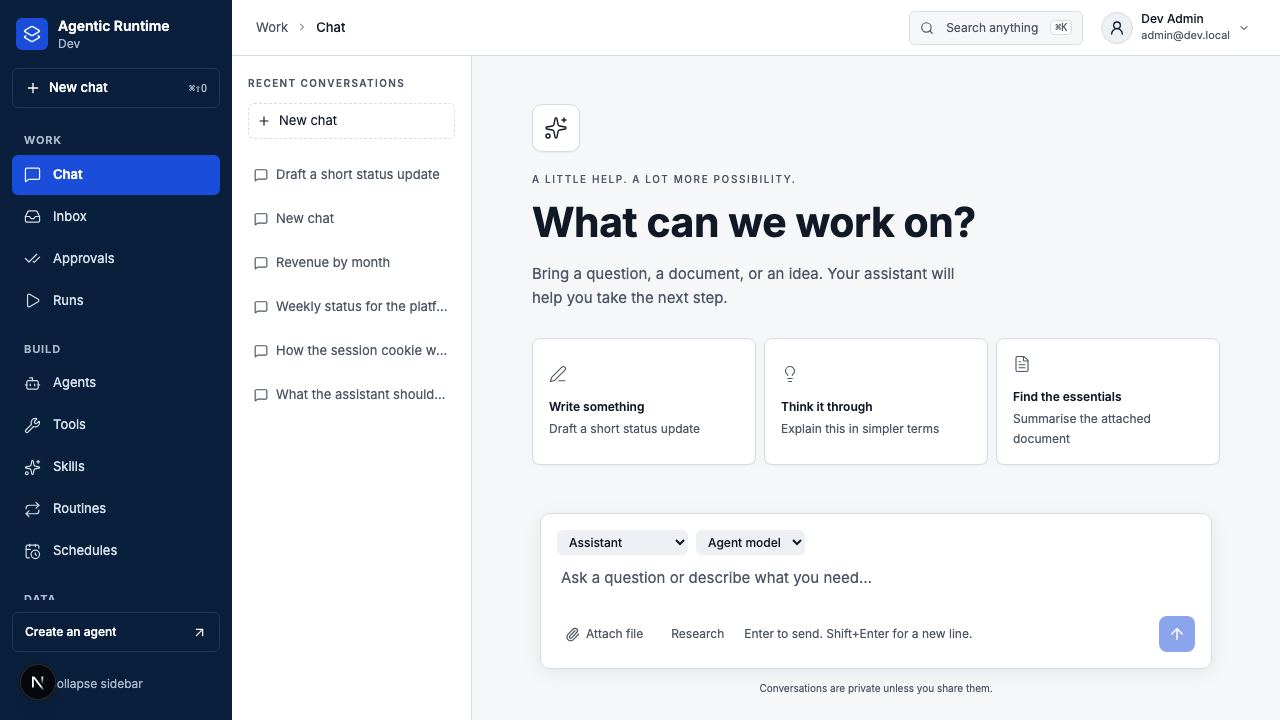 Agentic Runtime
Dev
New chat ⌘⇧O
WORK
Chat
Inbox
Approvals
Runs
BUILD
Agents
Tools
Skills
Routines
Schedules
DATA
Create an agent
ollapse sidebar
Work > Chat
Search anything ⌘K
Dev Admin
admin@dev.local
RECENT CONVERSATIONS
New chat
Draft a short status update
New chat
Revenue by month
Weekly status for the platf...
How the session cookie w...
What the assistant should...
A LITTLE HELP. A LOT MORE POSSIBILITY.
What can we work on?
Bring a question, a document, or an idea. Your assistant will
help you take the next step.
Write something
Draft a short status update
Think it through
Explain this in simpler terms
Find the essentials
Summarise the attached
document
Assistant
Agent model
Ask a question or describe what you need...
Attach file
Research
Enter to send. Shift+Enter for a new line.
Conversations are private unless you share them.